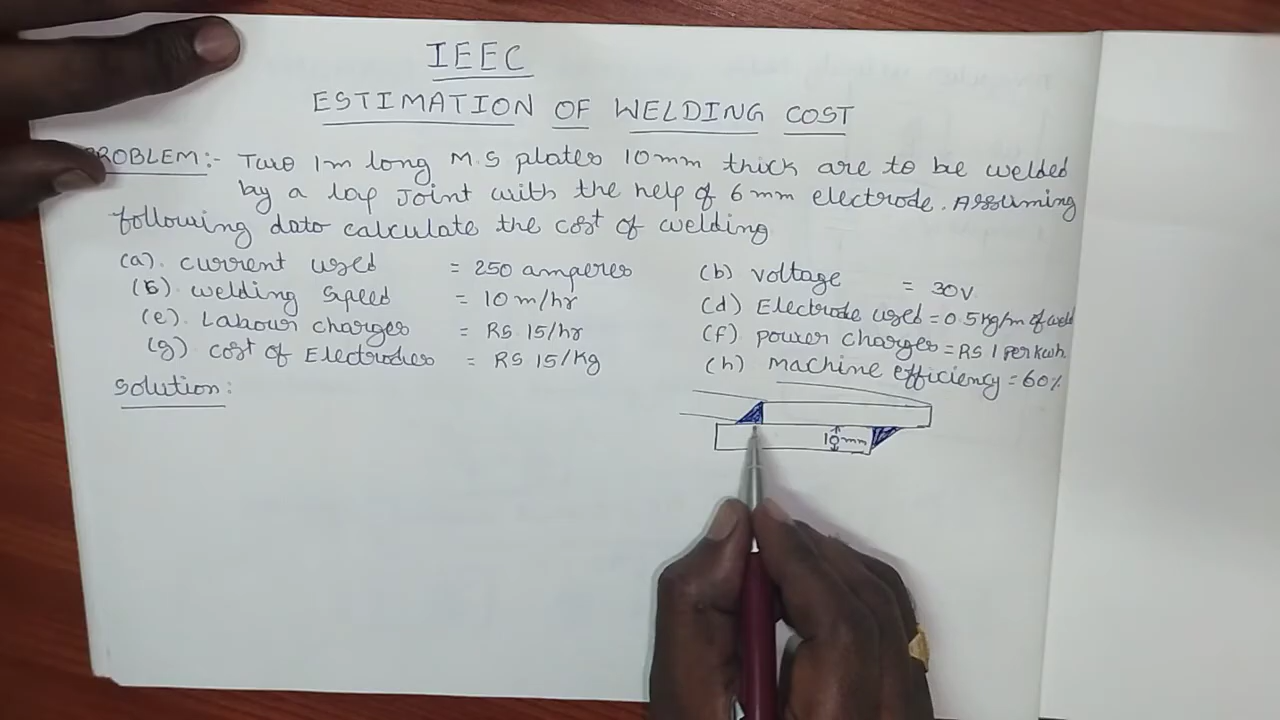 IEEC
ESTIMATION OF WELDING COST
PROBLEM:- Two 1m long M.S plates 10mm thick are to be welded
by a lap Joint with the help of 6mm electrode. Assuming
following data calculate the cost of welding
(a). current used = 250 amperes (b) voltage = 30V
(c). welding speed = 10 m/hr (d) Electrode used = 0.5 kg/m of weld
(e). Labour charges = RS 15/hr (f) power charges = RS 1 per kwh.
(g) cost of Electrodes = RS 15/kg (h) machine efficiency = 60%
Solution:
10mm